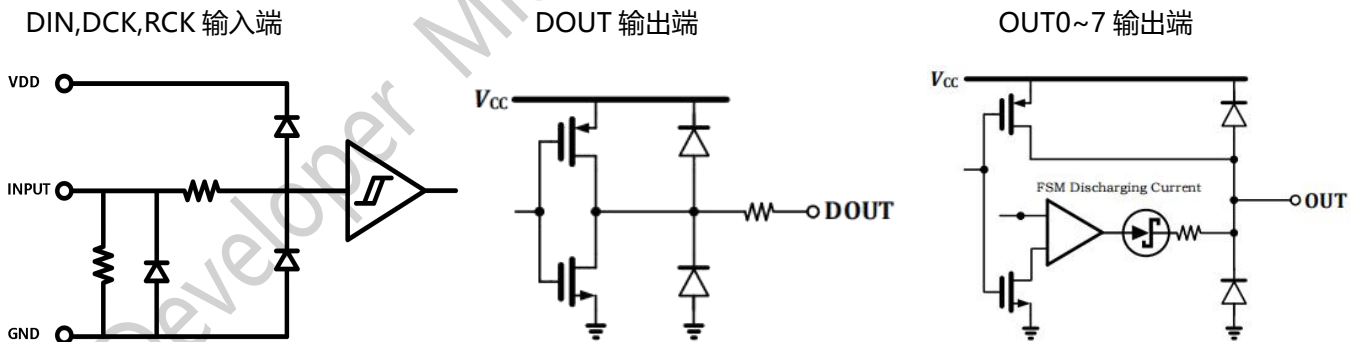 DIN,DCK,RCK 输入端
DOUT 输出端
OUT0~7 输出端
VDD
INPUT
GND
VCC
DOUT
VCC
FSM Discharging Current
OUT
Developer